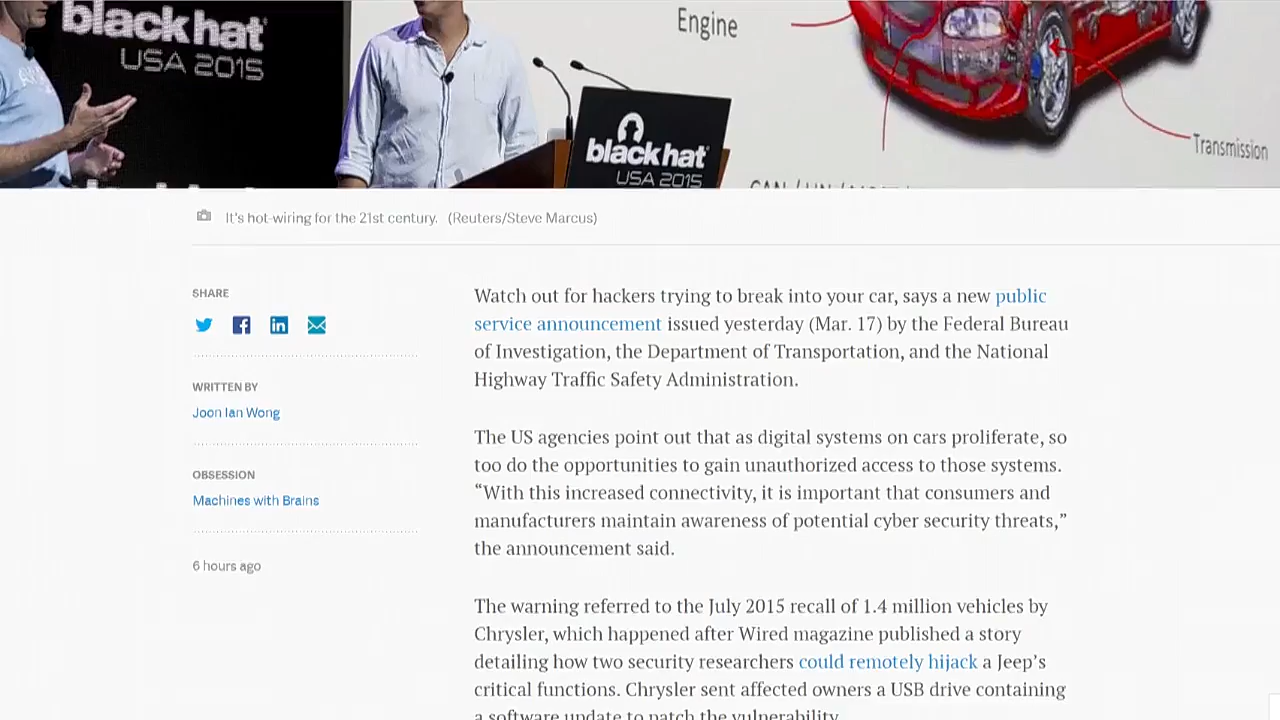 black hat
USA 2015
Engine
Transmission
black hat
USA 2015
It's hot-wiring for the 21st century. (Reuters/Steve Marcus)
SHARE
WRITTEN BY
Joon Ian Wong
OBSESSION
Machines with Brains
6 hours ago
Watch out for hackers trying to break into your car, says a new public
service announcement issued yesterday (Mar. 17) by the Federal Bureau
of Investigation, the Department of Transportation, and the National
Highway Traffic Safety Administration.
The US agencies point out that as digital systems on cars proliferate, so
too do the opportunities to gain unauthorized access to those systems.
“With this increased connectivity, it is important that consumers and
manufacturers maintain awareness of potential cyber security threats,”
the announcement said.
The warning referred to the July 2015 recall of 1.4 million vehicles by
Chrysler, which happened after Wired magazine published a story
detailing how two security researchers could remotely hijack a Jeep’s
critical functions. Chrysler sent affected owners a USB drive containing
a software update to patch the vulnerability.